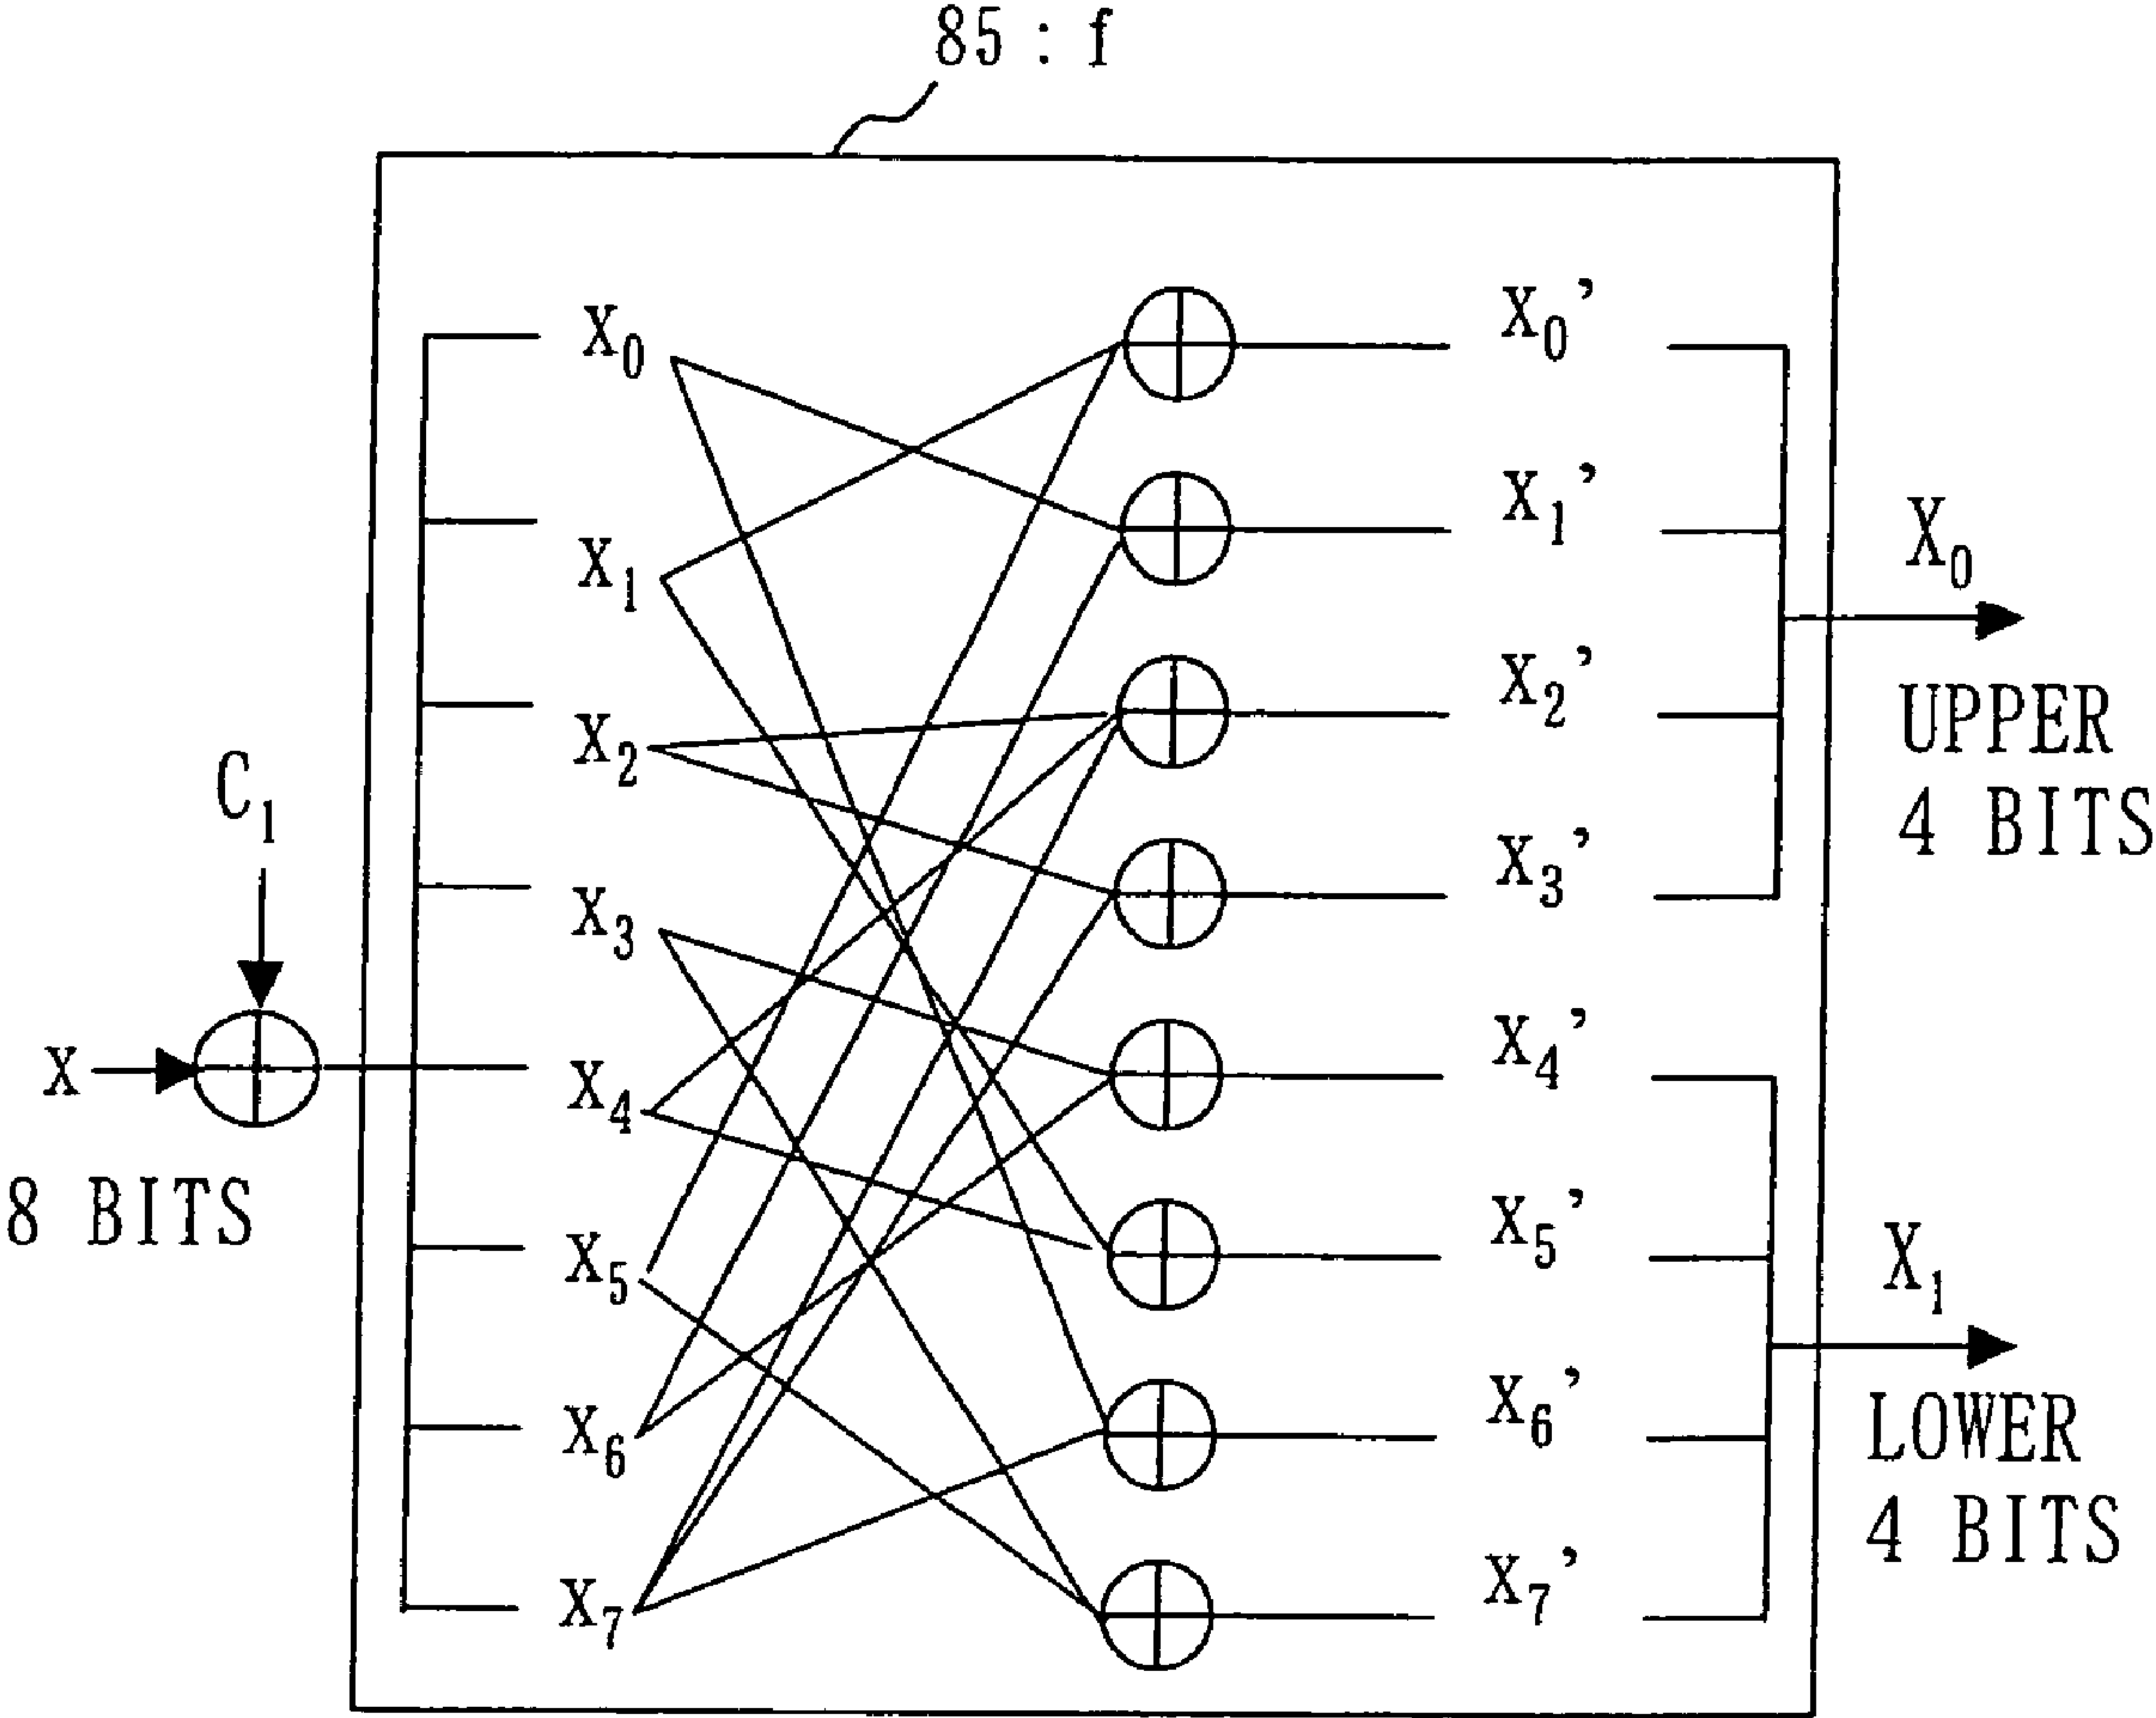 85 : f
X₀
X₁
X₂
X₃
X₄
X₅
X₆
X₇
C₁
X
8 BITS
X₀'
X₁'
X₂'
X₃'
X₄'
X₅'
X₆'
X₇'
X₀
UPPER
4 BITS
X₁
LOWER
4 BITS